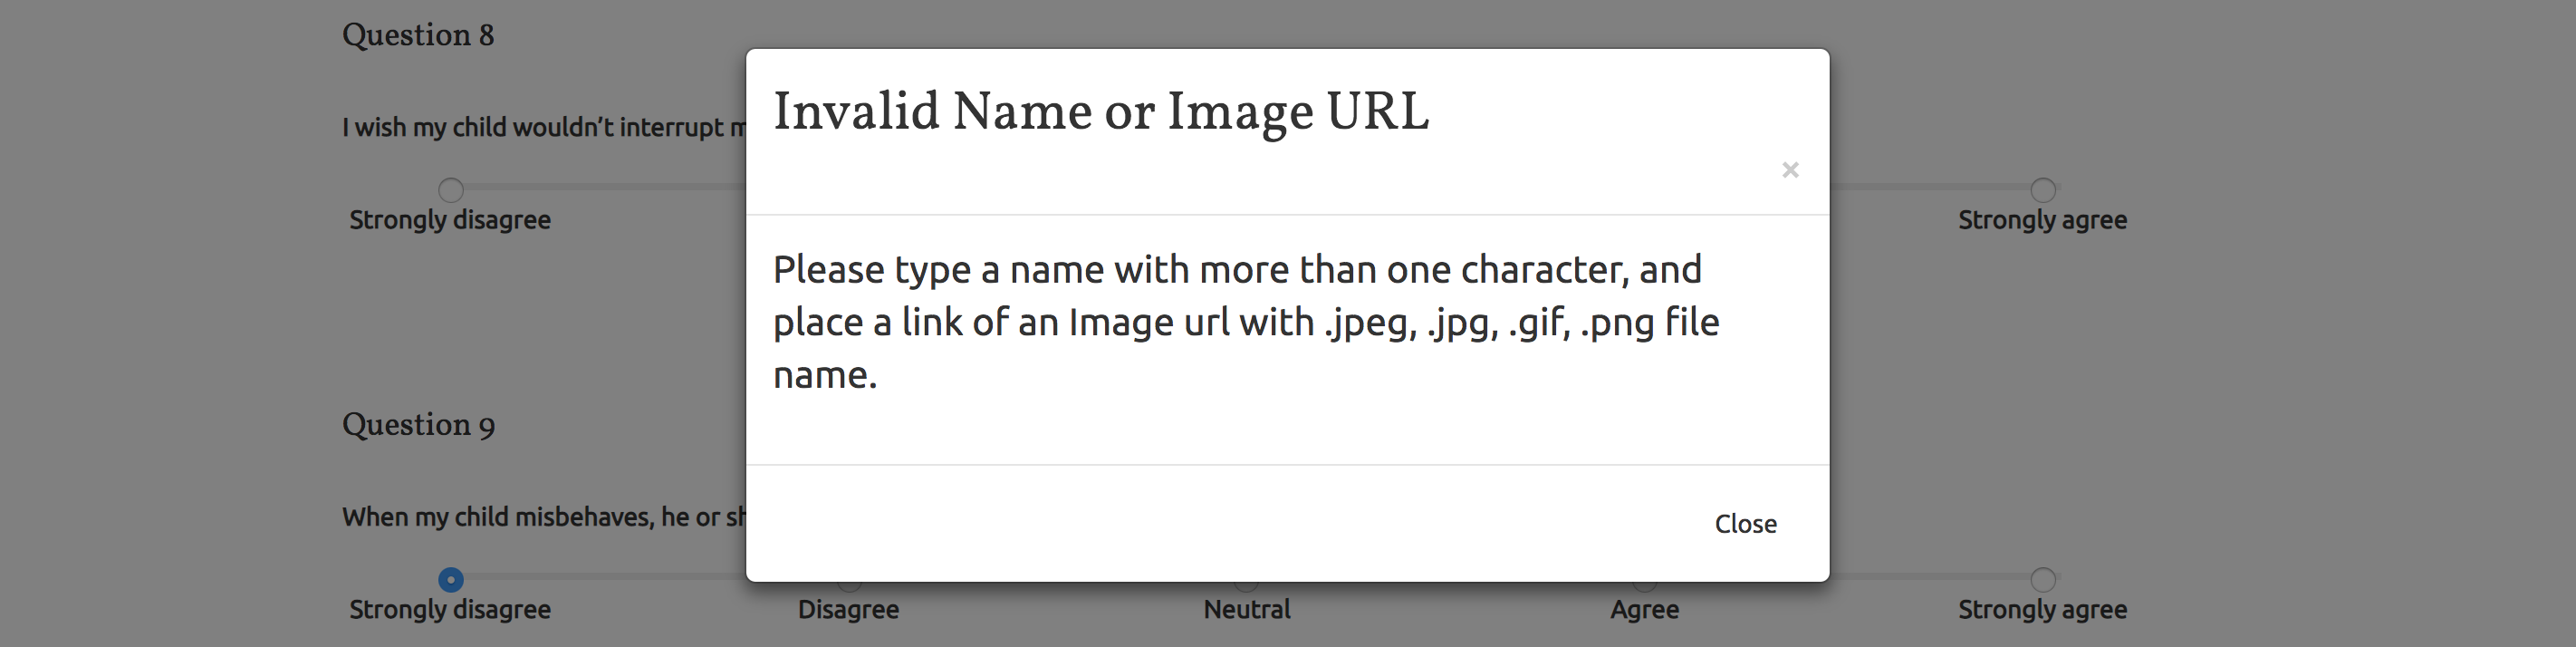 Question 8
I wish my child wouldn't interrupt
Strongly disagree
Strongly agree
Invalid Name or Image URL
×
Please type a name with more than one character, and
place a link of an Image url with .jpeg, .jpg, .gif, .png file
name.
Close
Question 9
When my child misbehaves, he or
Strongly disagree
Disagree
Neutral
Agree
Strongly agree